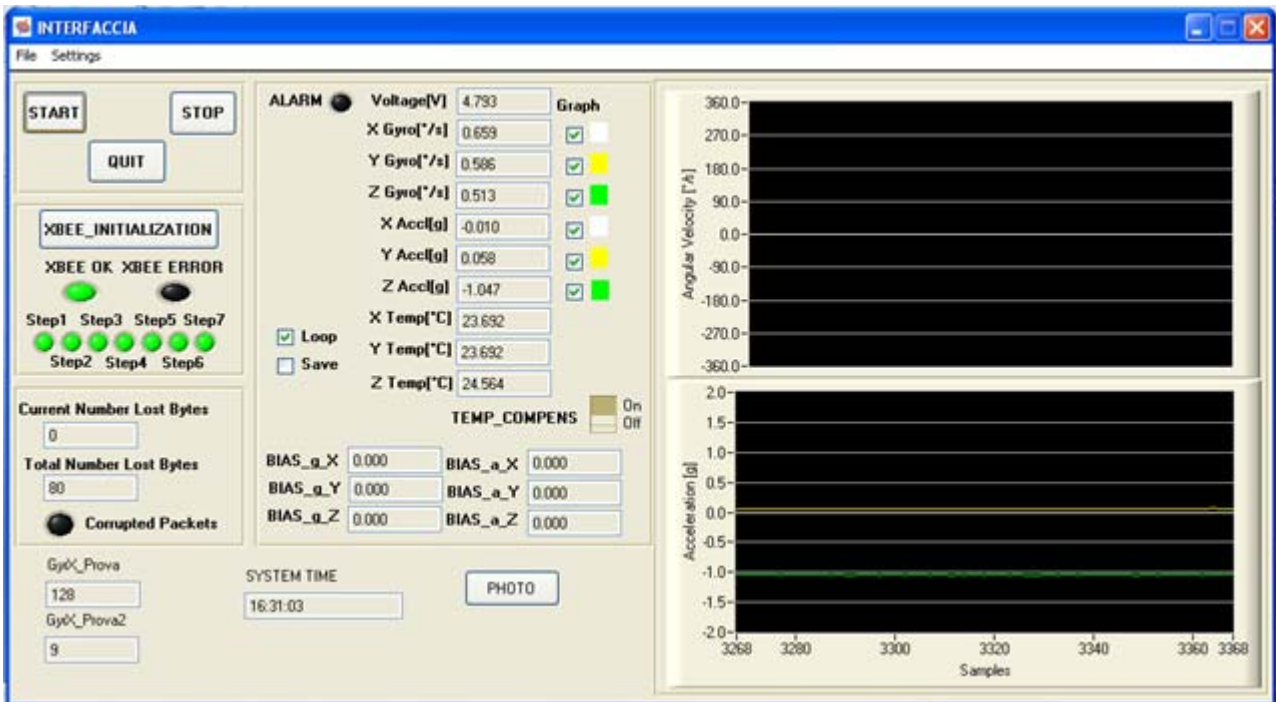 INTERFACCIA
File Settings
START STOP
QUIT
XBEE_INITIALIZATION
XBEE OK XBEE ERROR
Step1 Step3 Step5 Step7
Step2 Step4 Step6
Current Number Lost Bytes
0
Total Number Lost Bytes
80
Corrupted Packets
GyrX_Prova
128
GyrX_Prova2
9
ALARM Voltage[V] 4.793 Graph
X Gyro[°/s] 0.659
Y Gyro[°/s] 0.586
Z Gyro[°/s] 0.513
X Accl[g] -0.010
Y Accl[g] 0.058
Z Accl[g] -1.047
X Temp[°C] 23.692
Loop
Y Temp[°C] 23.692
Save
Z Temp[°C] 24.564
TEMP_COMPENS On
Off
BIAS_g_X 0.000 BIAS_a_X 0.000
BIAS_g_Y 0.000 BIAS_a_Y 0.000
BIAS_g_Z 0.000 BIAS_a_Z 0.000
SYSTEM TIME
16:31:03
PHOTO
Angular Velocity [°/s]
360.0
270.0
180.0
90.0
0.0
-90.0
-180.0
-270.0
-360.0
Acceleration [g]
2.0
1.5
1.0
0.5
0.0
-0.5
-1.0
-1.5
-2.0
3268 3280 3300 3320 3340 3360 3368
Samples